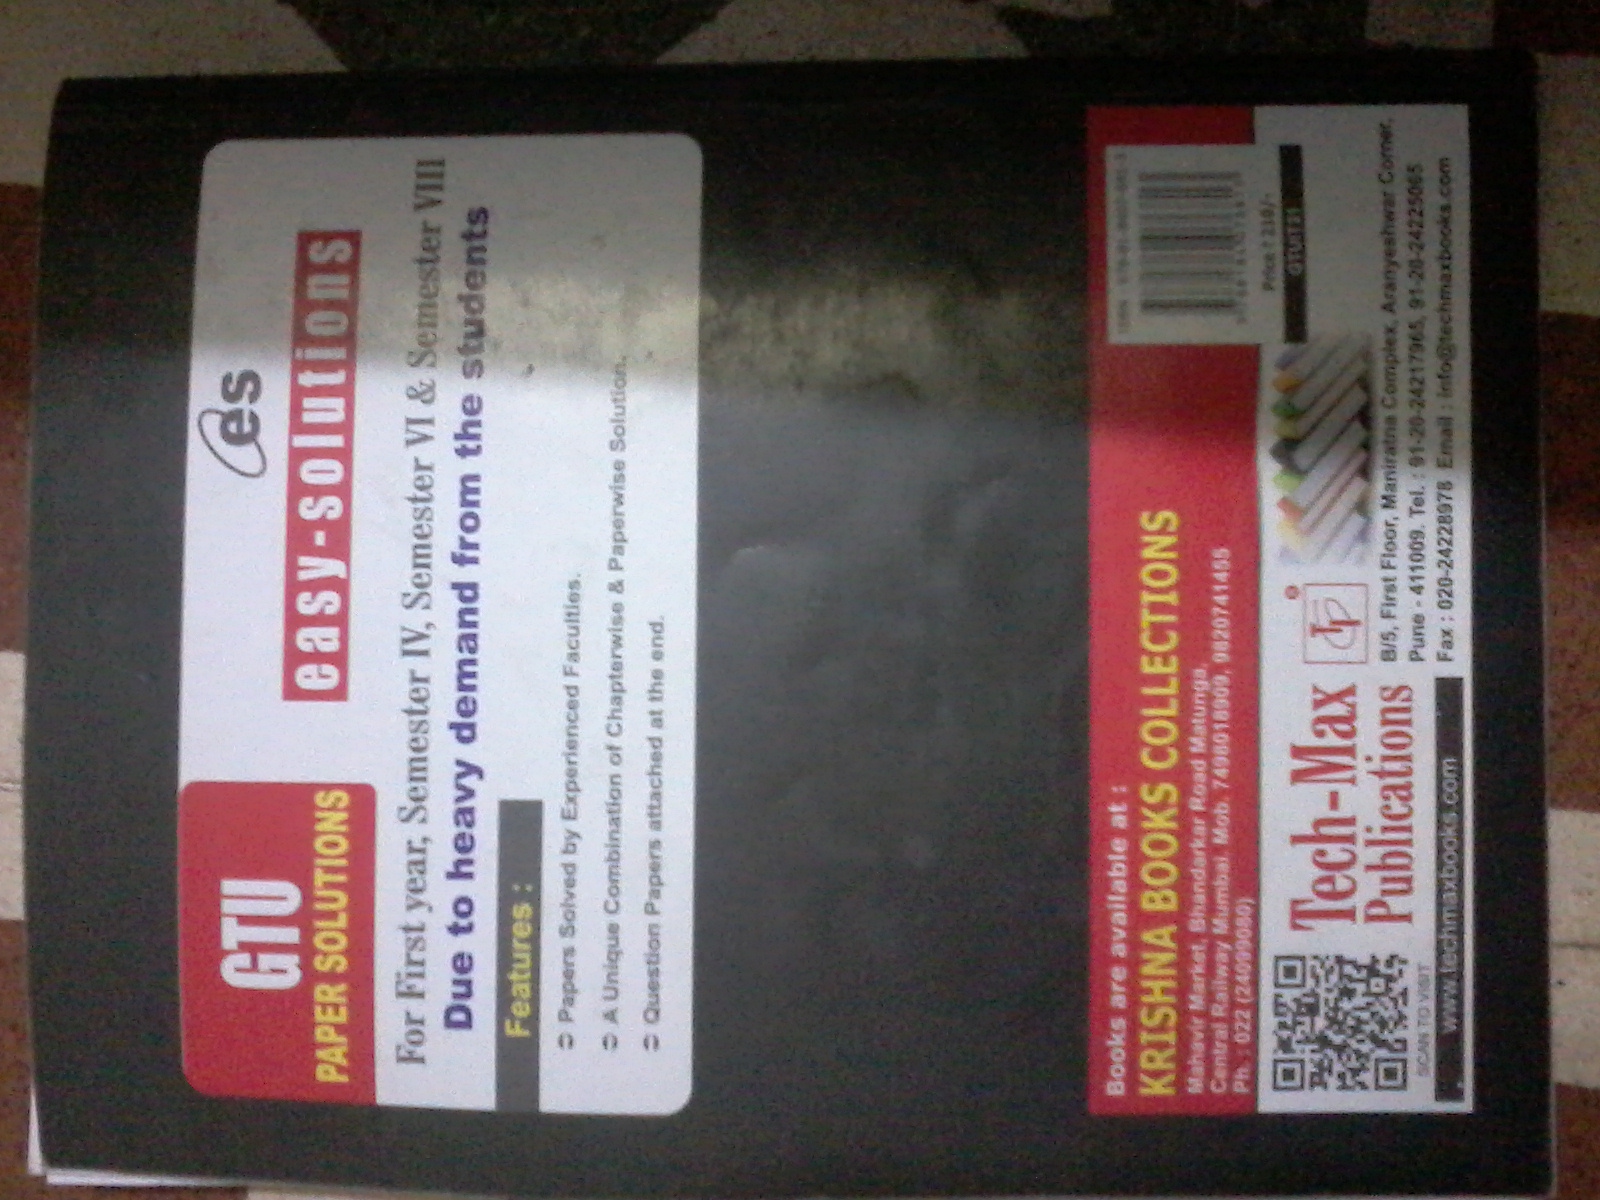 GTU
PAPER SOLUTIONS
es
easy-solutions
For First year, Semester IV, Semester VI & Semester VIII
Due to heavy demand from the students
Features :
Papers Solved by Experienced Faculties.
A Unique Combination of Chapterwise & Paperwise Solution.
Question Papers attached at the end.
Books are available at :
KRISHNA BOOKS COLLECTIONS
Mahavir Market, Bhandarkar Road Matunga,
Central Railway Mumbai. Mob. 7498018909, 9820741455
Ph. : 022 (24099080)
ISBN :
Price ₹ 210/-
GTUIT31
SCAN TO VISIT
www.techmaxbooks.com
Tech-Max
Publications
B/5, First Floor, Maniratna Complex, Aranyeshwar Corner,
Pune - 411009. Tel. : 91-20-24217965, 91-20-24225065
Fax : 020-24228978 Email : info@techmaxbooks.com